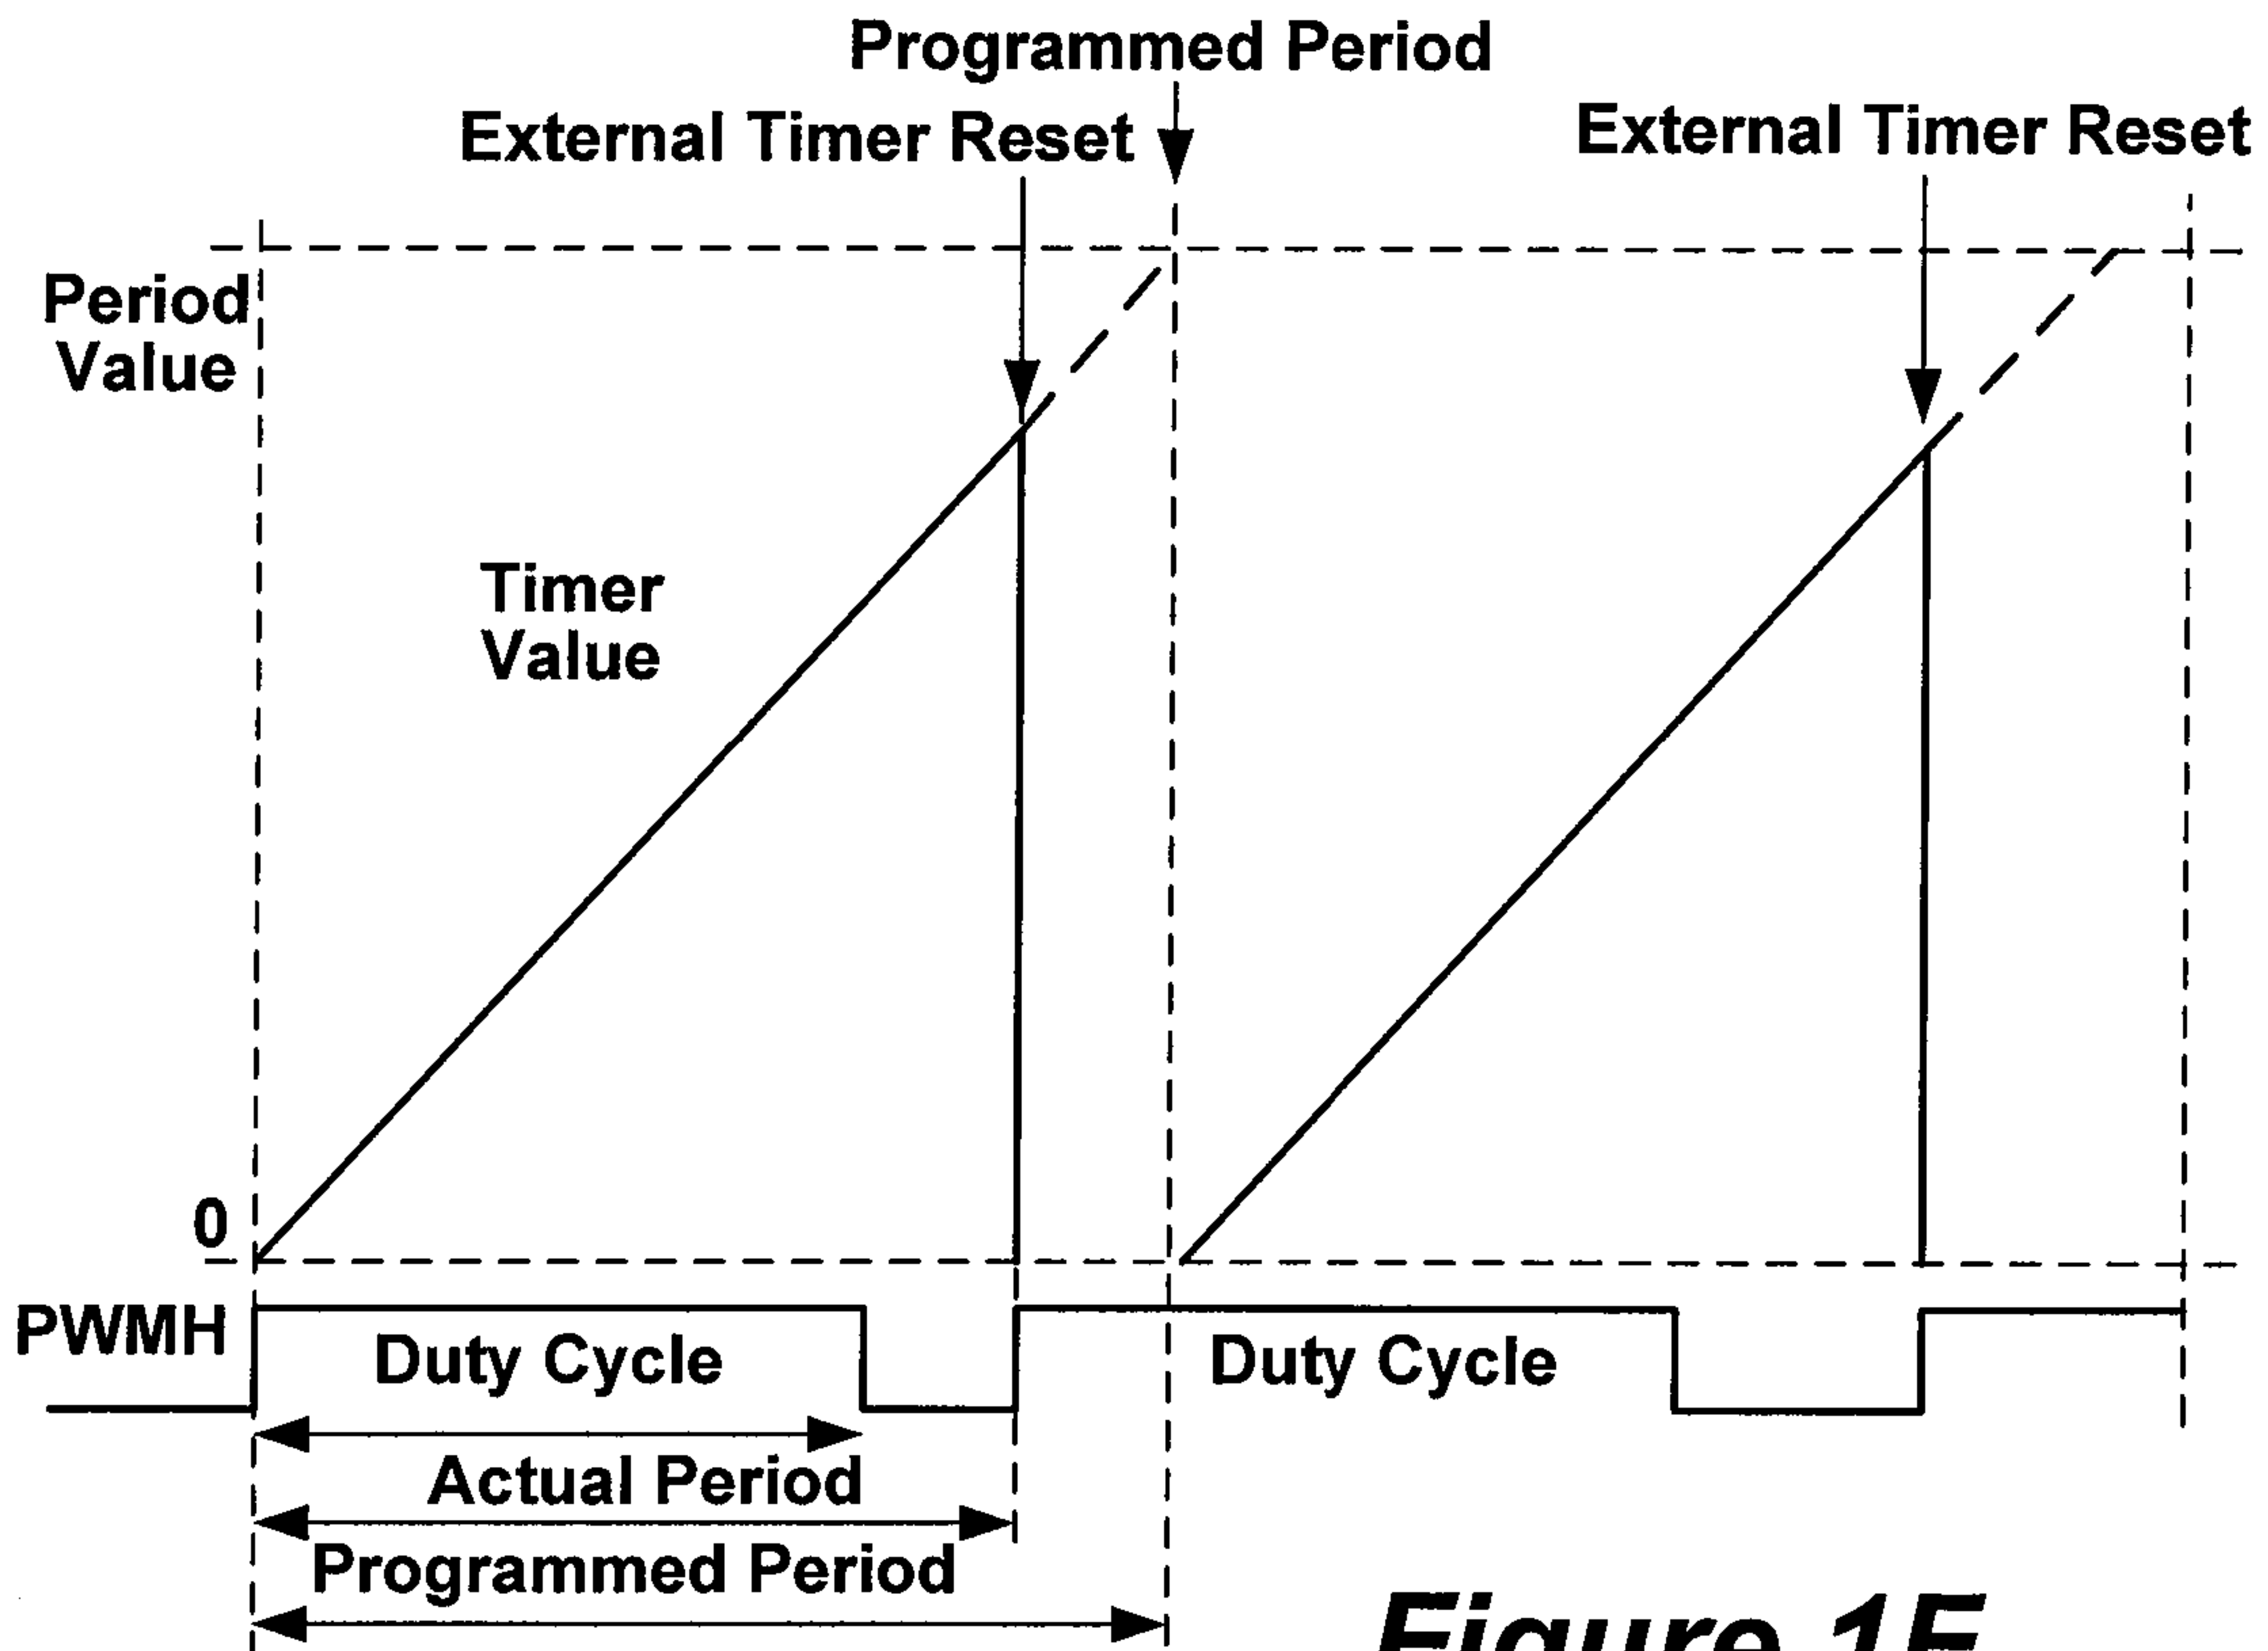 Programmed Period
External Timer Reset
External Timer Reset
Period
Value
Timer
Value
0
PWMH
Duty Cycle
Duty Cycle
Actual Period
Programmed Period